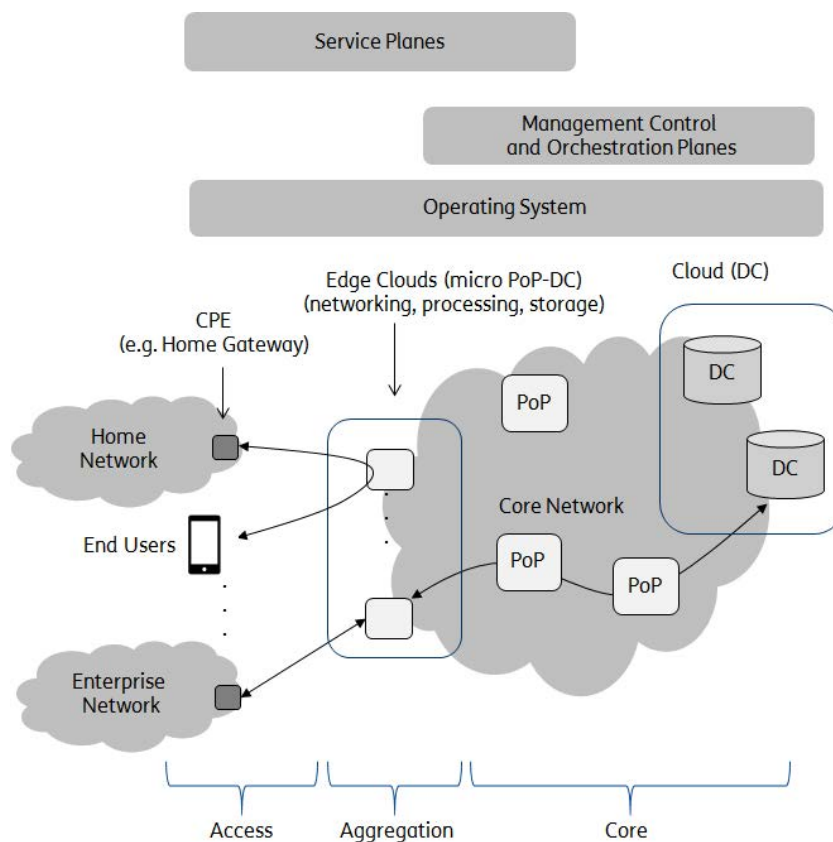 Service Planes
Management Control
and Orchestration Planes
Operating System
Edge Clouds (micro PoP-DC)
(networking, processing, storage)
Cloud (DC)
CPE
(e.g. Home Gateway)
DC
PoP
Home
Network
DC
Core Network
End Users
PoP
PoP
Enterprise
Network
Access
Aggregation
Core